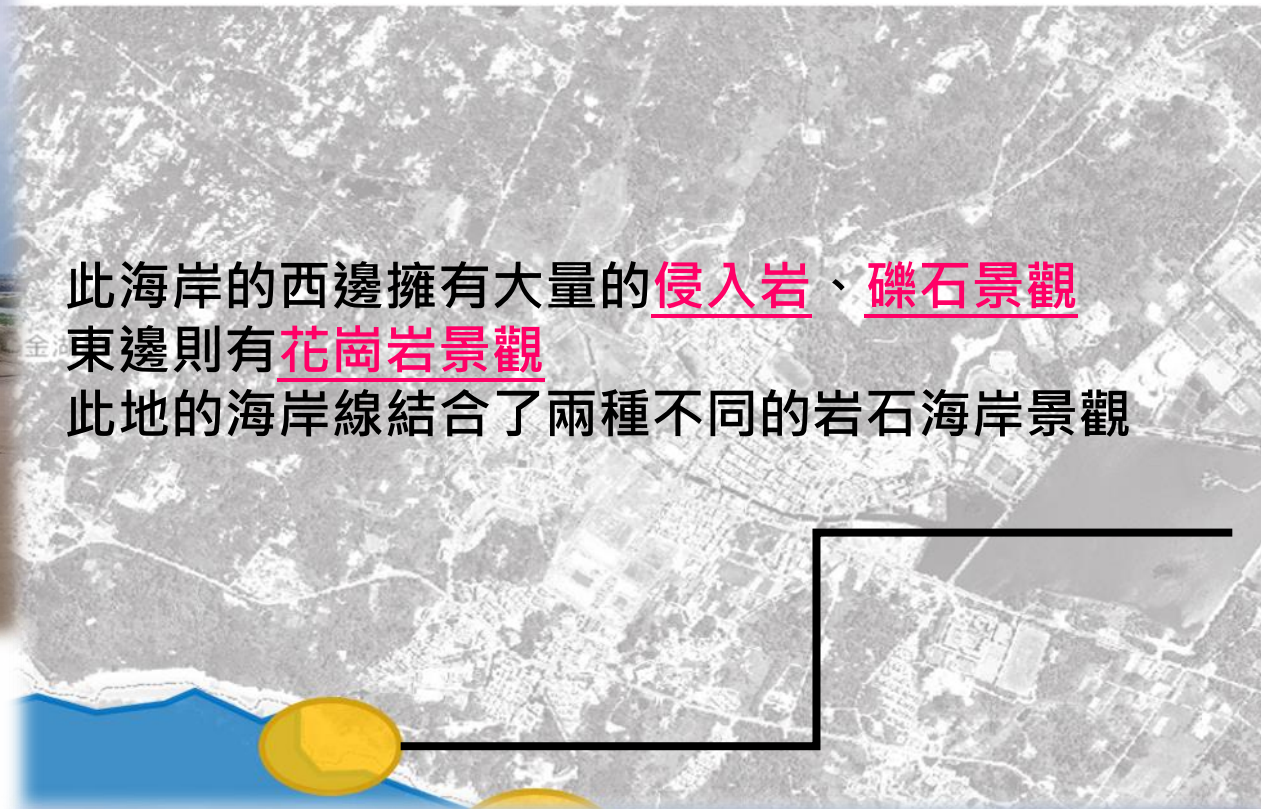 此海岸的西邊擁有大量的侵入岩、礫石景觀
東邊則有花崗岩景觀
此地的海岸線結合了兩種不同的岩石海岸景觀
金湖